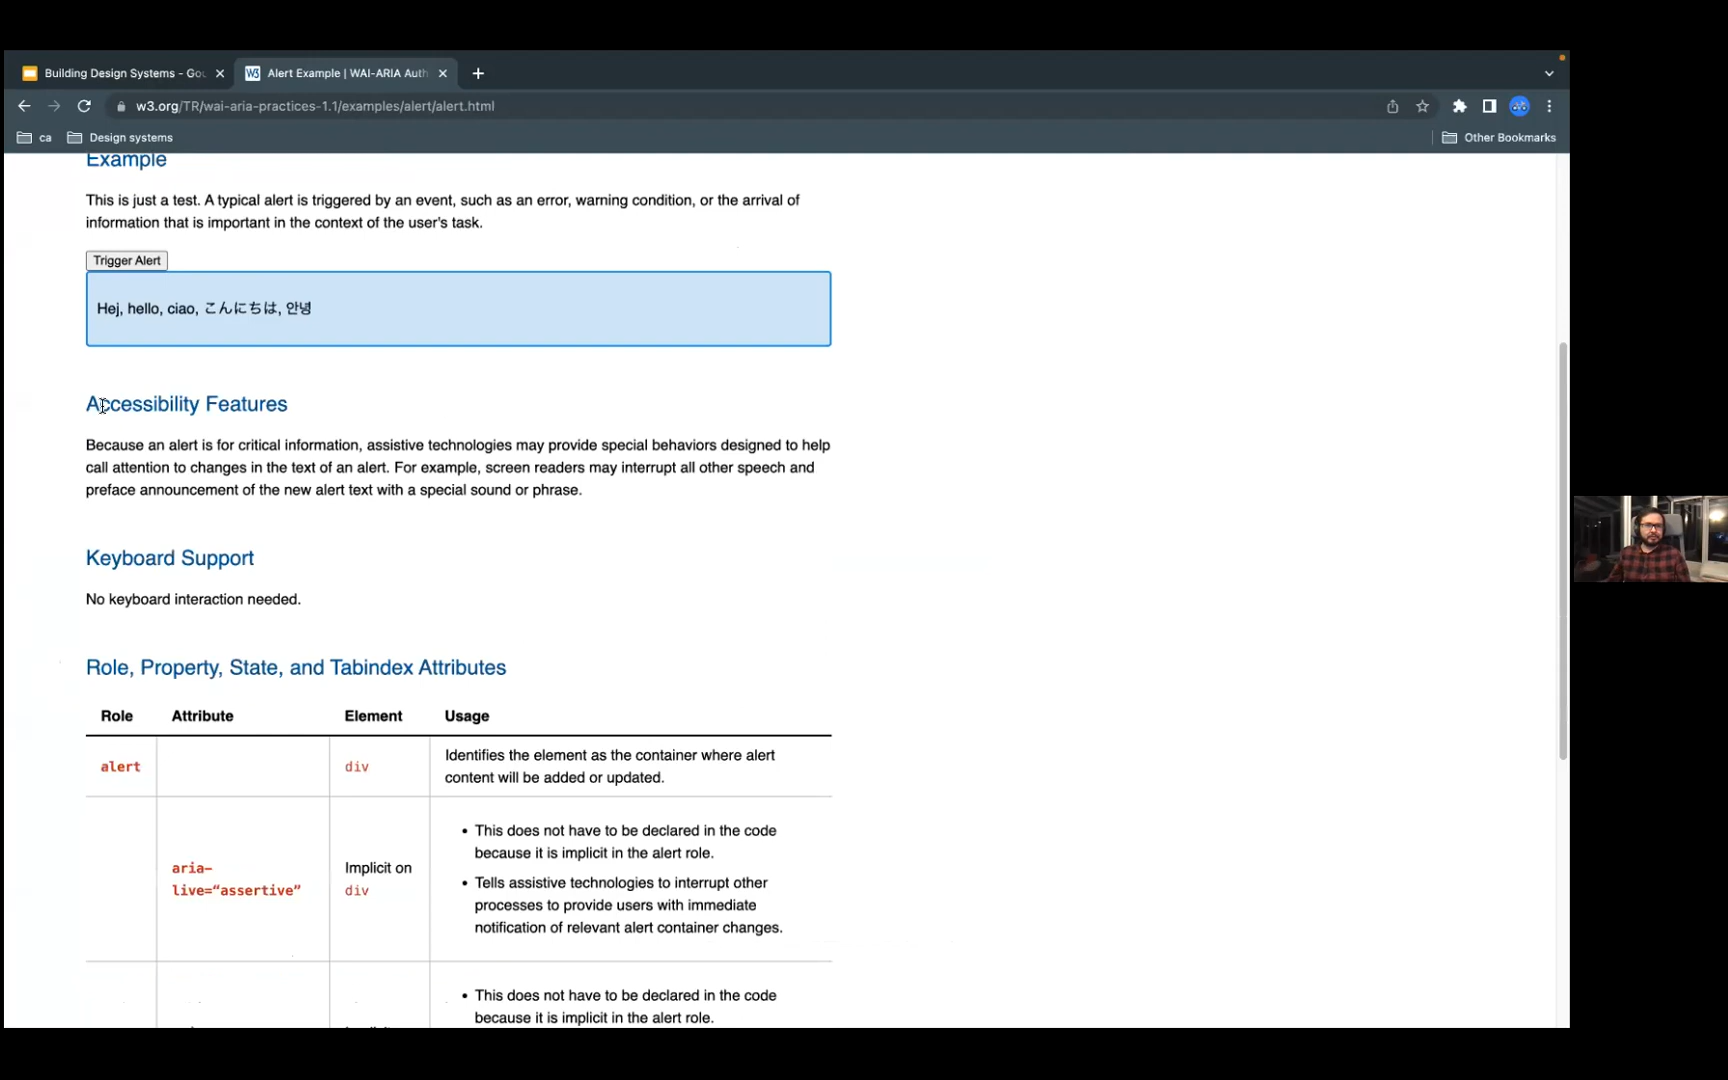 Building Design Systems - Goo
Alert Example | WAI-ARIA Auth
w3.org/TR/wai-aria-practices-1.1/examples/alert/alert.html
ca
Design systems
Other Bookmarks
Example
This is just a test. A typical alert is triggered by an event, such as an error, warning condition, or the arrival of
information that is important in the context of the user's task.
Trigger Alert
Hej, hello, ciao, こんにちは, 안녕
Accessibility Features
Because an alert is for critical information, assistive technologies may provide special behaviors designed to help
call attention to changes in the text of an alert. For example, screen readers may interrupt all other speech and
preface announcement of the new alert text with a special sound or phrase.
Keyboard Support
No keyboard interaction needed.
Role, Property, State, and Tabindex Attributes
Role Attribute Element Usage
alert div Identifies the element as the container where alert
content will be added or updated.
• This does not have to be declared in the code
because it is implicit in the alert role.
aria-
live=“assertive”
Implicit on
div
• Tells assistive technologies to interrupt other
processes to provide users with immediate
notification of relevant alert container changes.
• This does not have to be declared in the code
because it is implicit in the alert role.